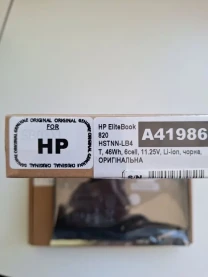 ORIGINAL ORIGINAL ORIGINAL
FOR
HP
HP EliteBook
820
HSTNN-LB4
T, 46Wh, 6cell, 11.25V, Li-Ion, чорна,
ОРИГІНАЛЬНА
A41986
S/N